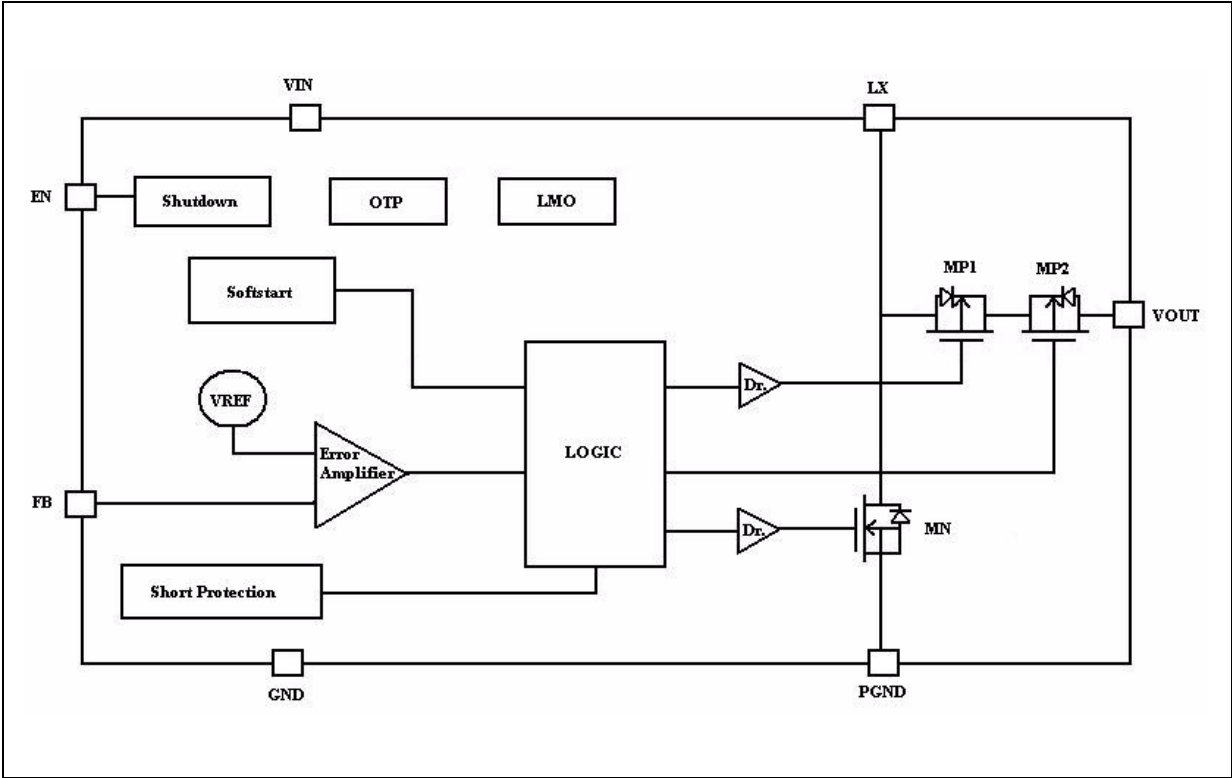 VIN
LX
EN
Shutdown
OTP
LMO
Softstart
MP1
MP2
VOUT
VREF
Dr.
Error
Amplifier
LOGIC
FB
Dr.
MN
Short Protection
GND
PGND